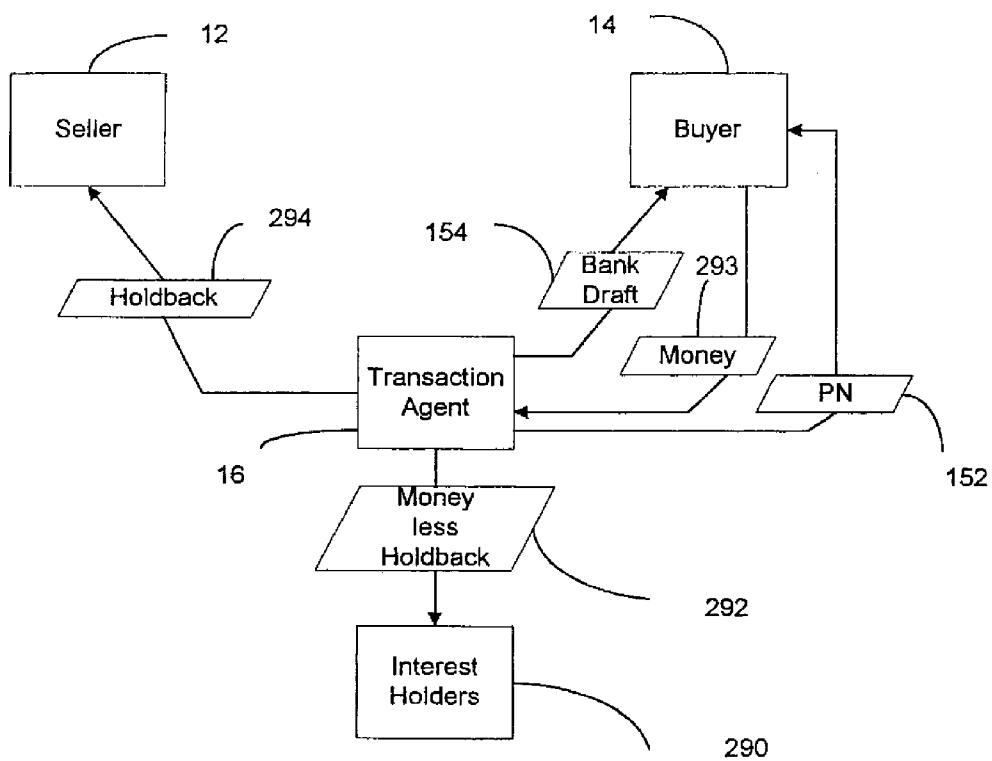 12
14
Seller
Buyer
294
154
Bank
Draft
293
Holdback
Money
Transaction
Agent
PN
16
152
Money
less
Holdback
292
Interest
Holders
290